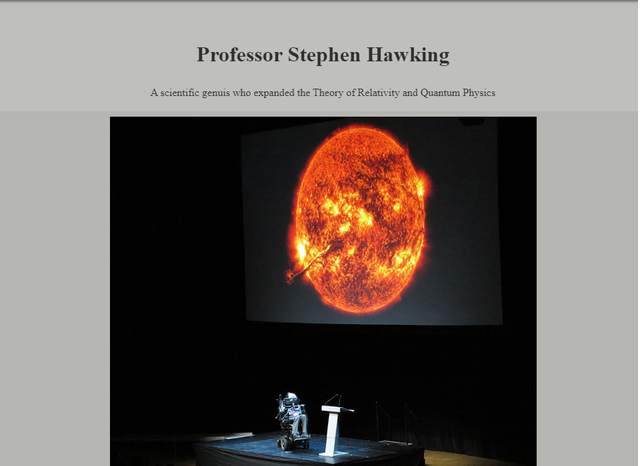 Professor Stephen Hawking
A scientific genuis who expanded the Theory of Relativity and Quantum Physics